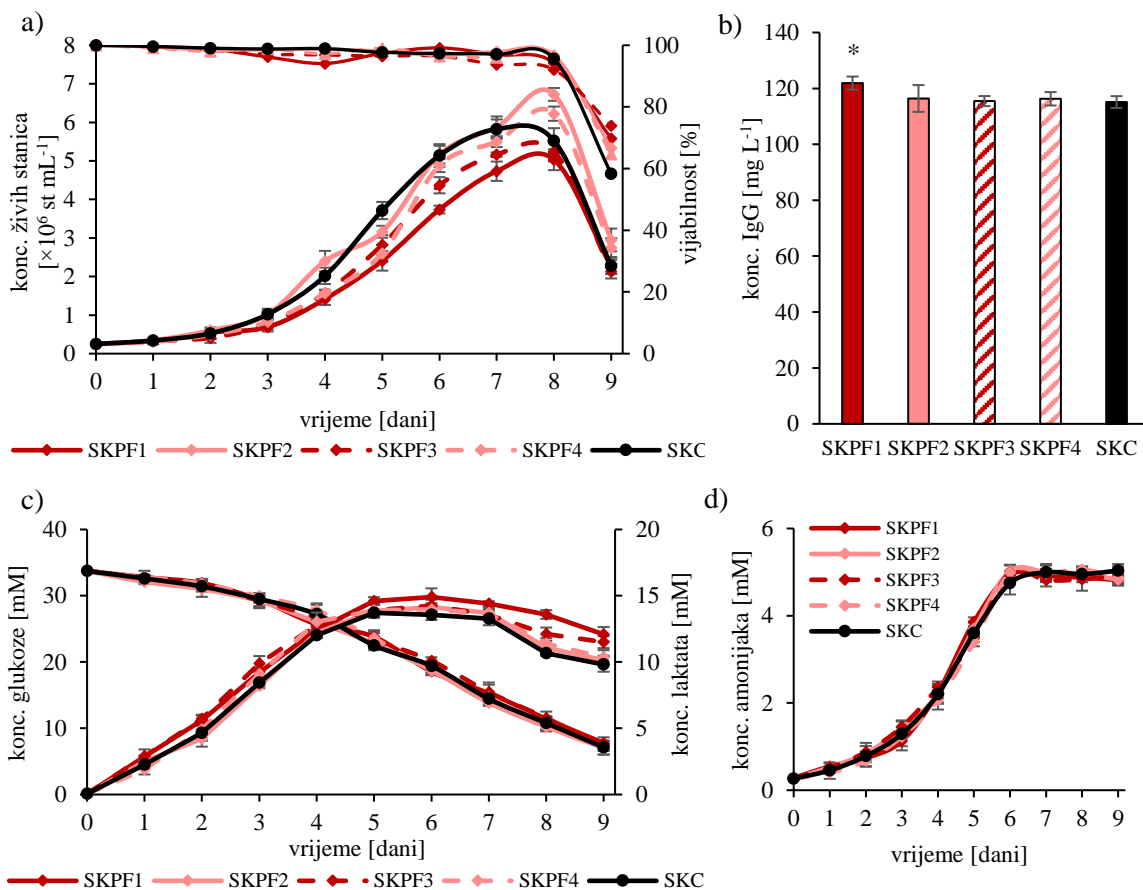 a)
konc. živih stanica
[×10⁶ st mL⁻¹]
8
7
6
5
4
3
2
1
0
100
80
60
40
20
0
vijabilnost [%]
0 1 2 3 4 5 6 7 8 9
vrijeme [dani]
SKPF1 SKPF2 SKPF3 SKPF4 SKC
b)
konc. IgG [mg L⁻¹]
140
120
100
80
60
40
20
0
*
SKPF1 SKPF2 SKPF3 SKPF4 SKC
c)
konc. glukoze [mM]
40
30
20
10
0
20
15
10
5
0
konc. laktata [mM]
0 1 2 3 4 5 6 7 8 9
vrijeme [dani]
SKPF1 SKPF2 SKPF3 SKPF4 SKC
d)
konc. amonijaka [mM]
6
4
2
0
SKPF1
SKPF2
SKPF3
SKPF4
SKC
0 1 2 3 4 5 6 7 8 9
vrijeme [dani]